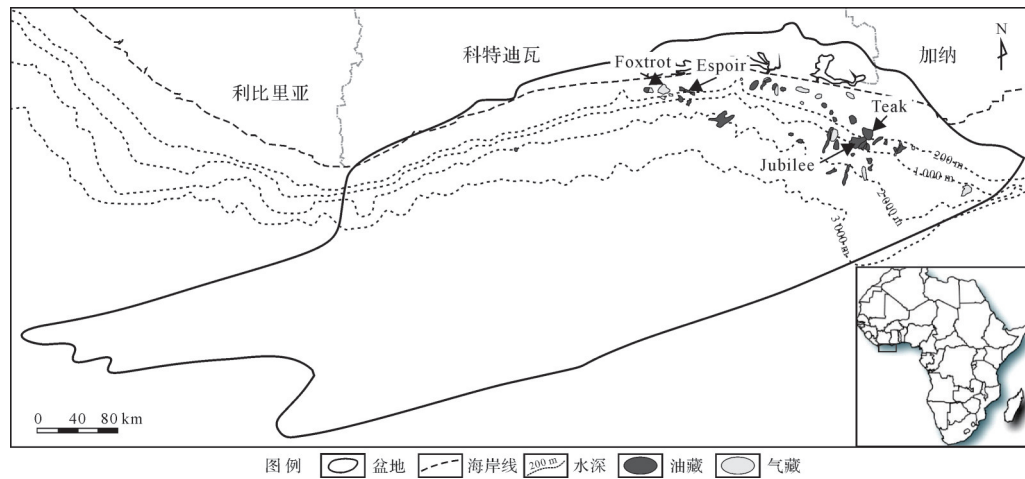 科特迪瓦
加纳
N
利比里亚
Foxtrot
Espoir
Teak
Jubilee
200 m
1 000 m
2 000 m
3 000 m
0 40 80 km
图例 盆地 海岸线 200 m 水深 油藏 气藏